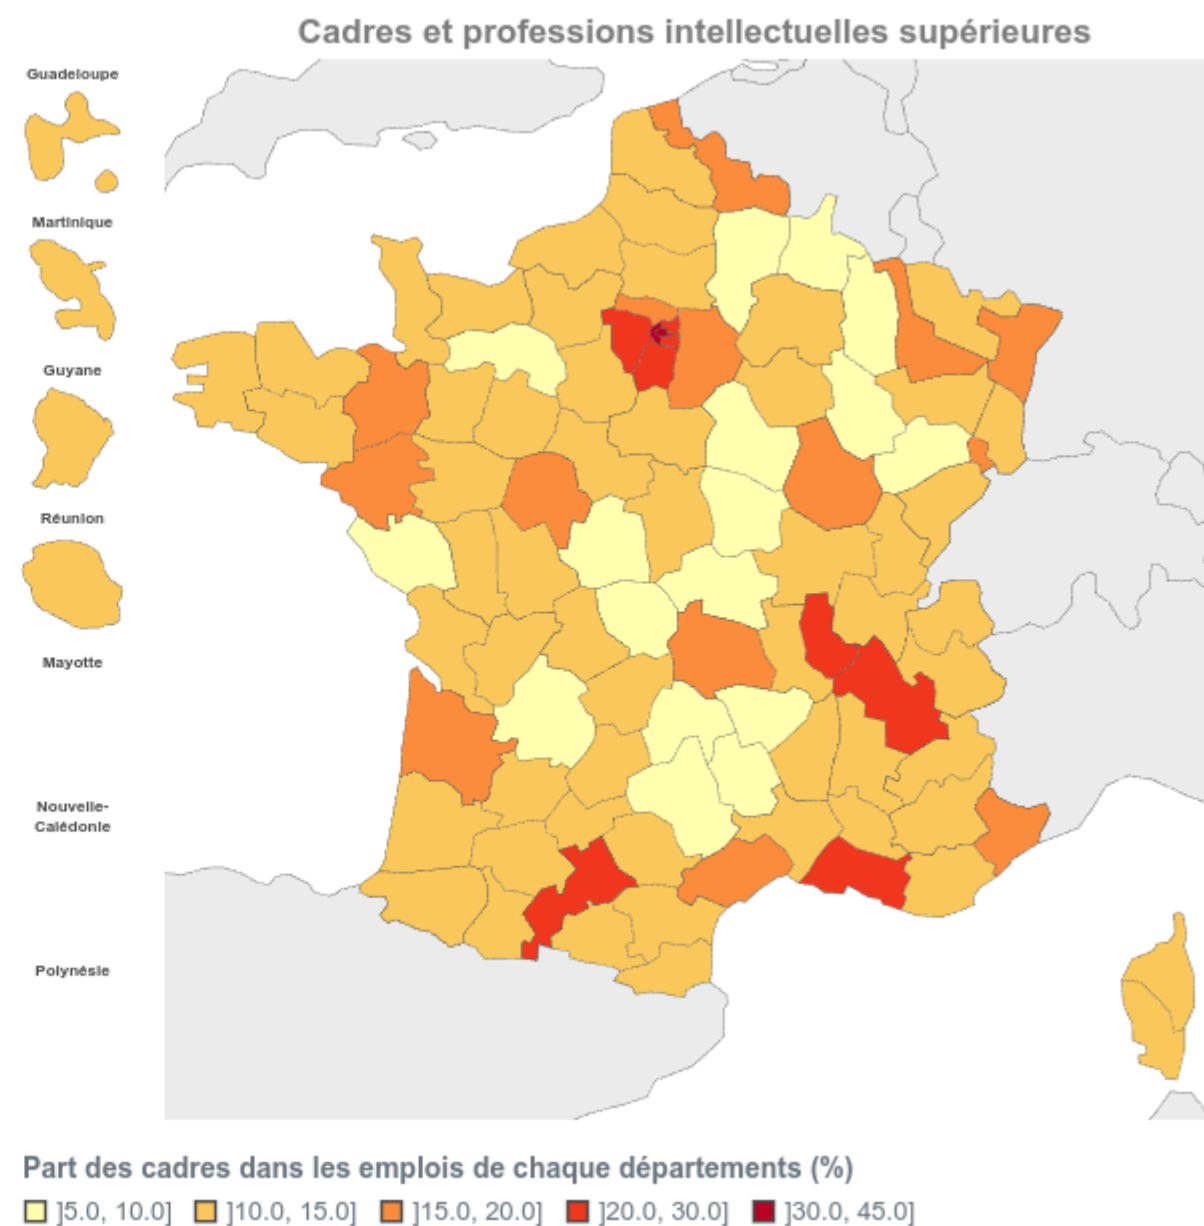 Cadres et professions intellectuelles supérieures
Guadeloupe
Martinique
Guyane
Réunion
Mayotte
Nouvelle-
Calédonie
Polynésie
Part des cadres dans les emplois de chaque départements (%)
]5.0, 10.0] ]10.0, 15.0] ]15.0, 20.0] ]20.0, 30.0] ]30.0, 45.0]